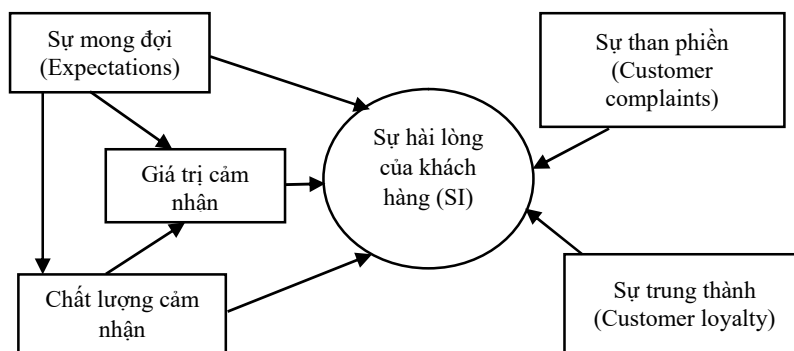 Sự mong đợi
(Expectations)
Giá trị cảm
nhận
Chất lượng cảm
nhận
Sự hài lòng
của khách
hàng (SI)
Sự than phiền
(Customer
complaints)
Sự trung thành
(Customer loyalty)